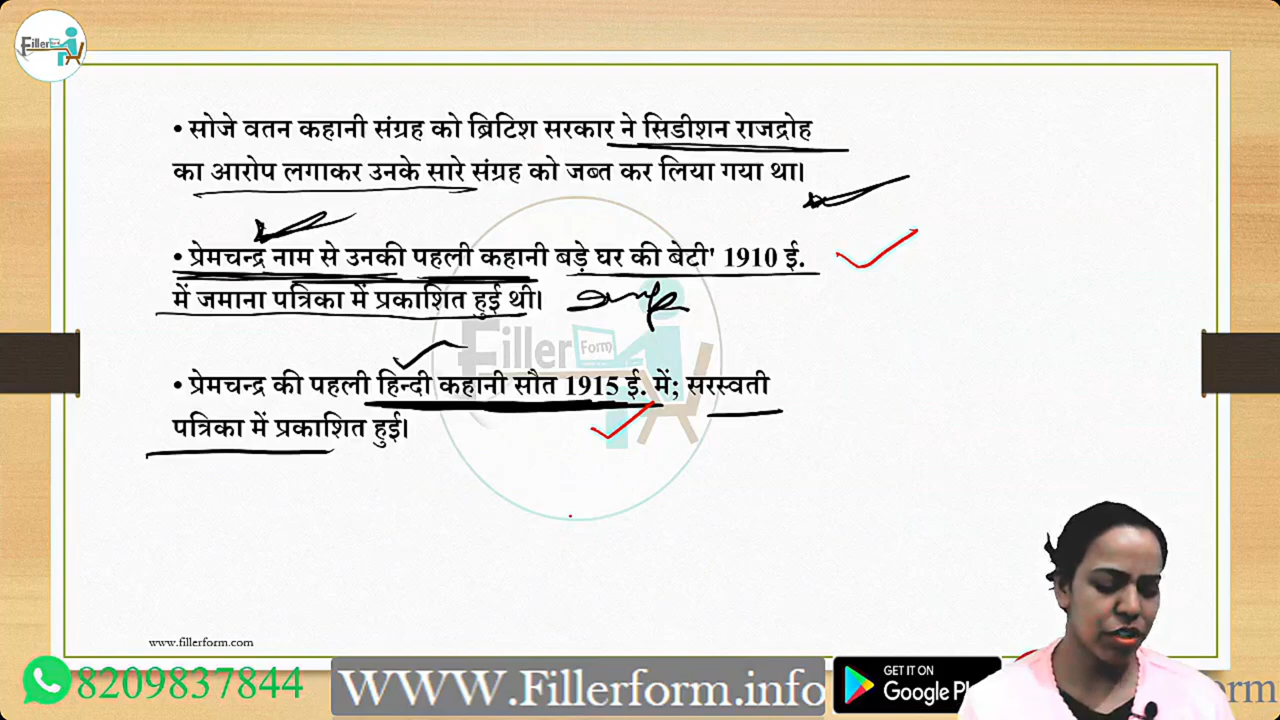 Filler
• सोजे वतन कहानी संग्रह को ब्रिटिश सरकार ने सिडीशन राजद्रोह
का आरोप लगाकर उनके सारे संग्रह को जब्त कर लिया गया था।
• प्रेमचन्द्र नाम से उनकी पहली कहानी बड़े घर की बेटी' 1910 ई.
में जमाना पत्रिका में प्रकाशित हुई थी।
Filler Form
• प्रेमचन्द्र की पहली हिन्दी कहानी सौत 1915 ई. में; सरस्वती
पत्रिका में प्रकाशित हुई।
www.fillerform.com
8209837844
WWW.Fillerform.info
GET IT ON
Google Pl